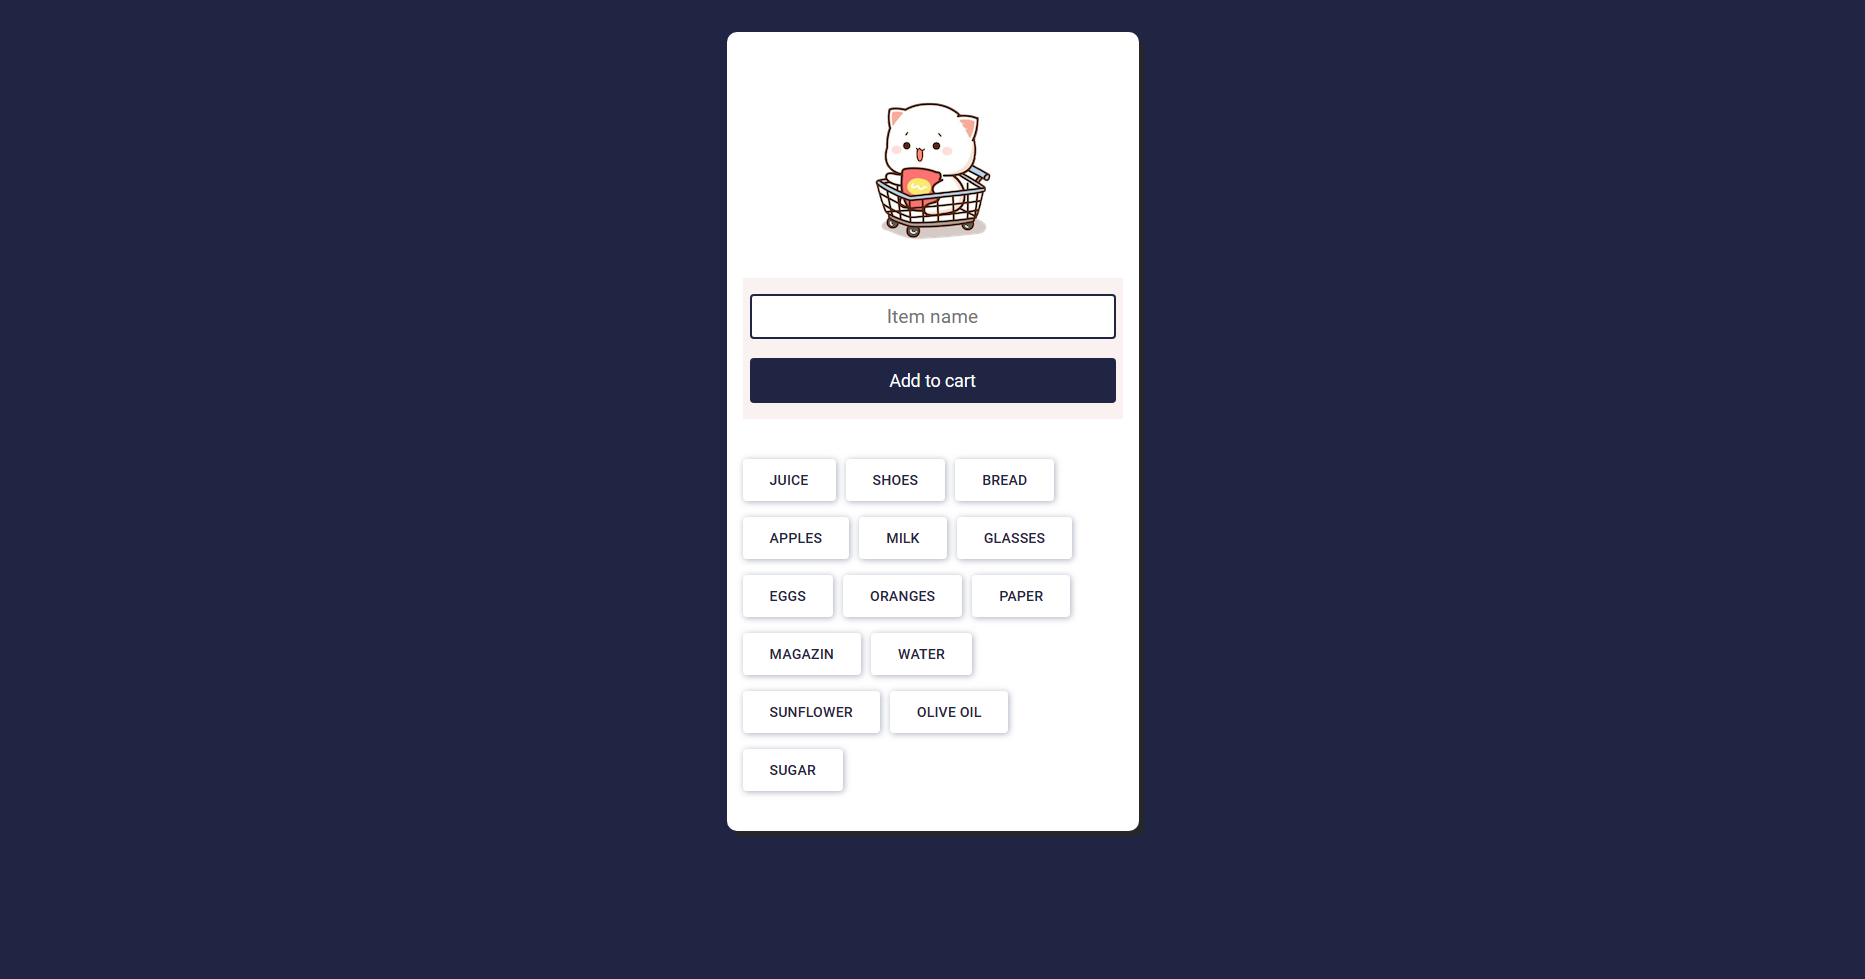 Item name
Add to cart
JUICE SHOES BREAD
APPLES MILK GLASSES
EGGS ORANGES PAPER
MAGAZIN WATER
SUNFLOWER OLIVE OIL
SUGAR